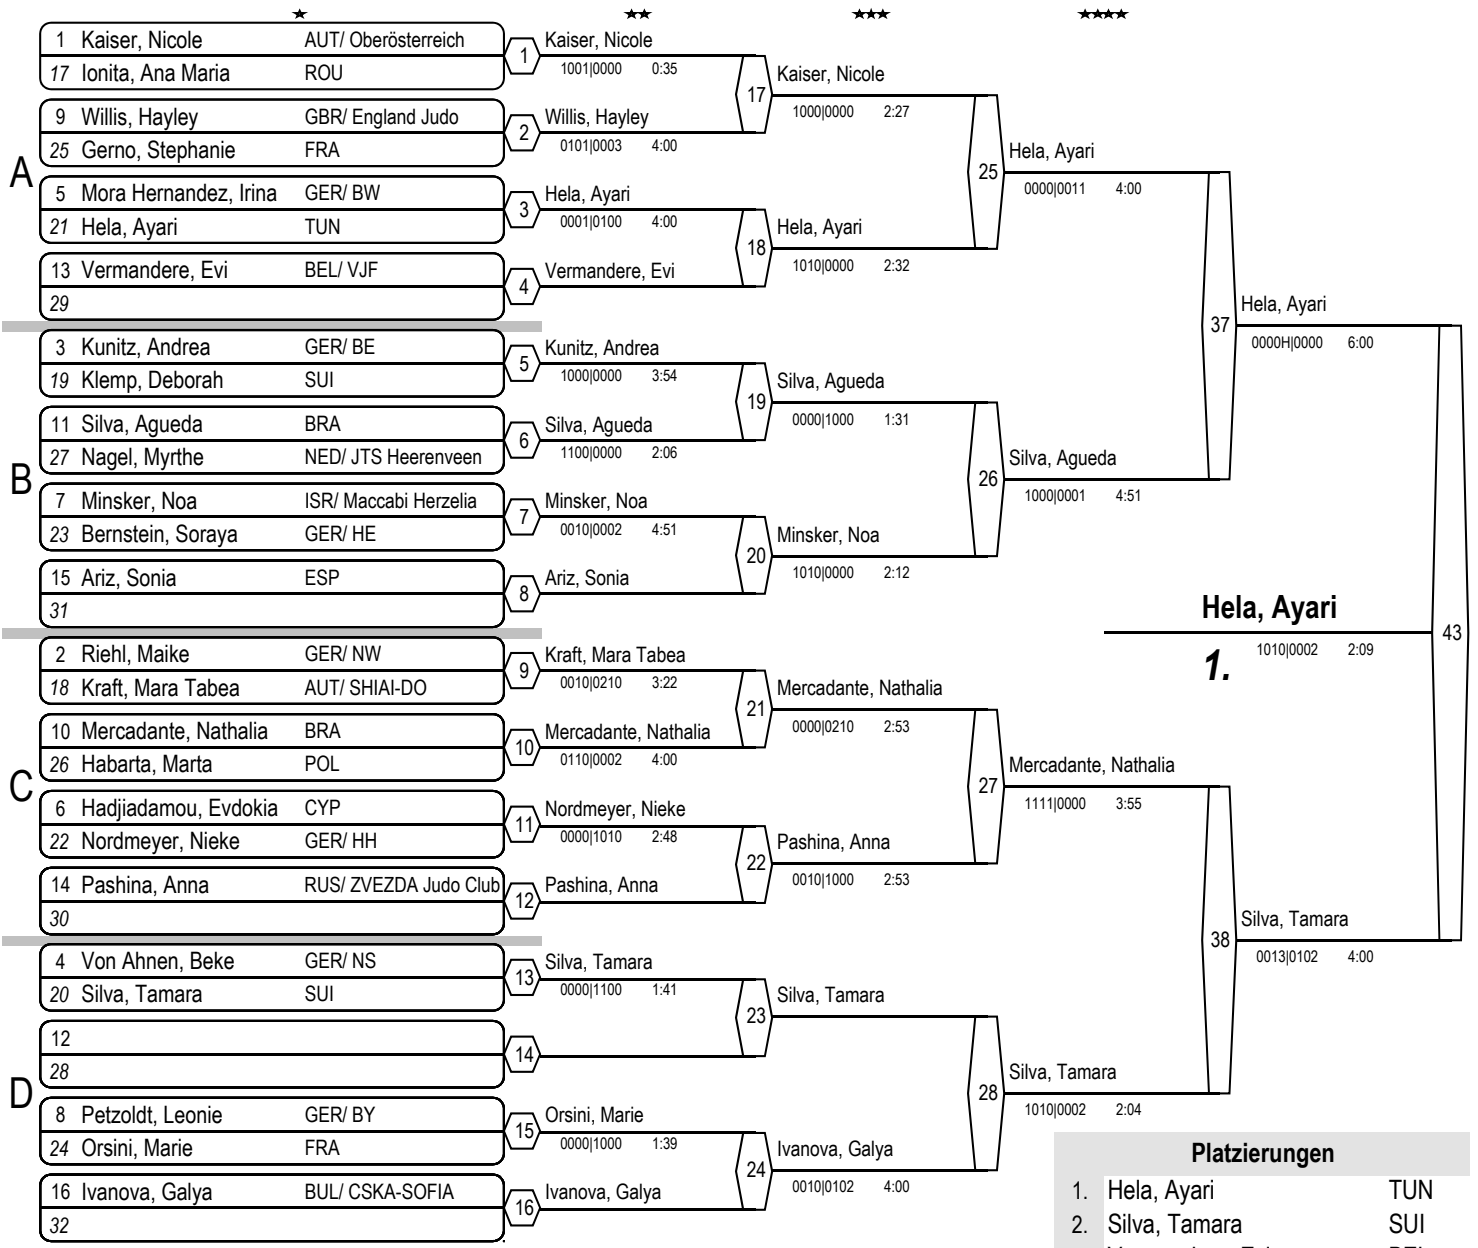 ★ ★★ ★★★ ★★★★
A
1 Kaiser, Nicole AUT/ Oberösterreich
17 Ionita, Ana Maria ROU
9 Willis, Hayley GBR/ England Judo
25 Gerno, Stephanie FRA
5 Mora Hernandez, Irina GER/ BW
21 Hela, Ayari TUN
13 Vermandere, Evi BEL/ VJF
29
B
3 Kunitz, Andrea GER/ BE
19 Klemp, Deborah SUI
11 Silva, Agueda BRA
27 Nagel, Myrthe NED/ JTS Heerenveen
7 Minsker, Noa ISR/ Maccabi Herzelia
23 Bernstein, Soraya GER/ HE
15 Ariz, Sonia ESP
31
C
2 Riehl, Maike GER/ NW
18 Kraft, Mara Tabea AUT/ SHIAI-DO
10 Mercadante, Nathalia BRA
26 Habarta, Marta POL
6 Hadjiadamou, Evdokia CYP
22 Nordmeyer, Nieke GER/ HH
14 Pashina, Anna RUS/ ZVEZDA Judo Club
30
D
4 Von Ahnen, Beke GER/ NS
20 Silva, Tamara SUI
12
28
8 Petzoldt, Leonie GER/ BY
24 Orsini, Marie FRA
16 Ivanova, Galya BUL/ CSKA-SOFIA
32
1 Kaiser, Nicole
1001|0000 0:35
2 Willis, Hayley
0101|0003 4:00
3 Hela, Ayari
0001|0100 4:00
4 Vermandere, Evi
5 Kunitz, Andrea
1000|0000 3:54
6 Silva, Agueda
1100|0000 2:06
7 Minsker, Noa
0010|0002 4:51
8 Ariz, Sonia
9 Kraft, Mara Tabea
0010|0210 3:22
10 Mercadante, Nathalia
0110|0002 4:00
11 Nordmeyer, Nieke
0000|1010 2:48
12 Pashina, Anna
13 Silva, Tamara
0000|1100 1:41
14
15 Orsini, Marie
0000|1000 1:39
16 Ivanova, Galya
17 Kaiser, Nicole
1000|0000 2:27
18 Hela, Ayari
1010|0000 2:32
19 Silva, Agueda
0000|1000 1:31
20 Minsker, Noa
1010|0000 2:12
21 Mercadante, Nathalia
0000|0210 2:53
22 Pashina, Anna
0010|1000 2:53
23 Silva, Tamara
24 Ivanova, Galya
0010|0102 4:00
25 Hela, Ayari
0000|0011 4:00
26 Silva, Agueda
1000|0001 4:51
27 Mercadante, Nathalia
1111|0000 3:55
28 Silva, Tamara
1010|0002 2:04
37 Hela, Ayari
0000H|0000 6:00
38 Silva, Tamara
0013|0102 4:00
43
Hela, Ayari
1. 1010|0002 2:09
Platzierungen
1. Hela, Ayari TUN
2. Silva, Tamara SUI